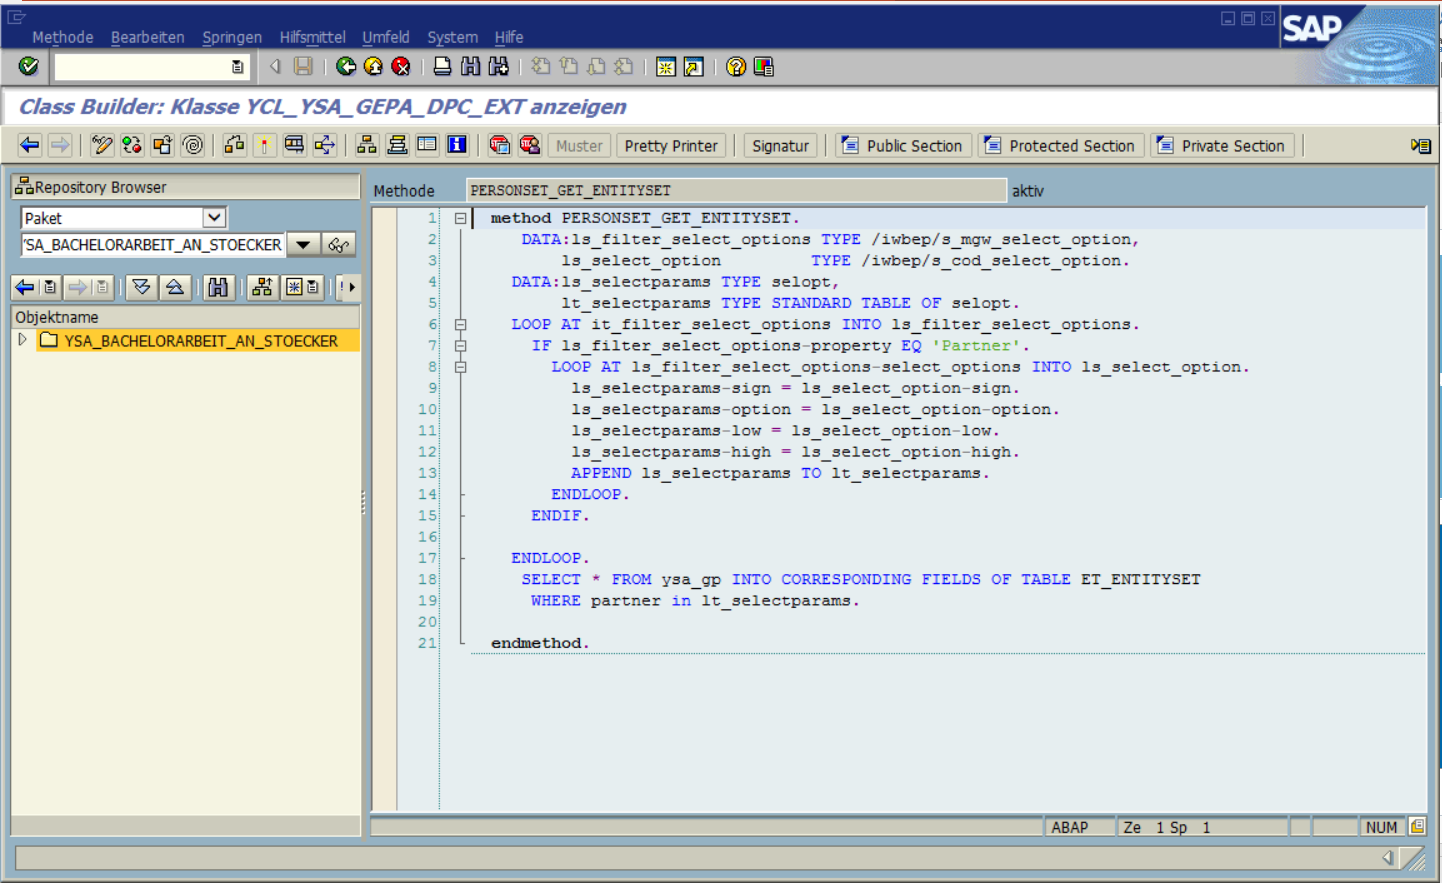 Methode Bearbeiten Springen Hilfsmittel Umfeld System Hilfe
SAP
Class Builder: Klasse YCL_YSA_GEPA_DPC_EXT anzeigen
Muster Pretty Printer Signatur Public Section Protected Section Private Section
Repository Browser
Paket
SA_BACHELORARBEIT_AN_STOECKER
Objektname
YSA_BACHELORARBEIT_AN_STOECKER
Methode PERSONSET_GET_ENTITYSET aktiv
1 method PERSONSET_GET_ENTITYSET.
2 DATA:ls_filter_select_options TYPE /iwbep/s_mgw_select_option,
3 ls_select_option TYPE /iwbep/s_cod_select_option.
4 DATA:ls_selectparams TYPE selopt,
5 lt_selectparams TYPE STANDARD TABLE OF selopt.
6 LOOP AT it_filter_select_options INTO ls_filter_select_options.
7 IF ls_filter_select_options-property EQ 'Partner'.
8 LOOP AT ls_filter_select_options-select_options INTO ls_select_option.
9 ls_selectparams-sign = ls_select_option-sign.
10 ls_selectparams-option = ls_select_option-option.
11 ls_selectparams-low = ls_select_option-low.
12 ls_selectparams-high = ls_select_option-high.
13 APPEND ls_selectparams TO lt_selectparams.
14 ENDLOOP.
15 ENDIF.
16
17 ENDLOOP.
18 SELECT * FROM ysa_gp INTO CORRESPONDING FIELDS OF TABLE ET_ENTITYSET
19 WHERE partner in lt_selectparams.
20
21 endmethod.
ABAP Ze 1 Sp 1 NUM